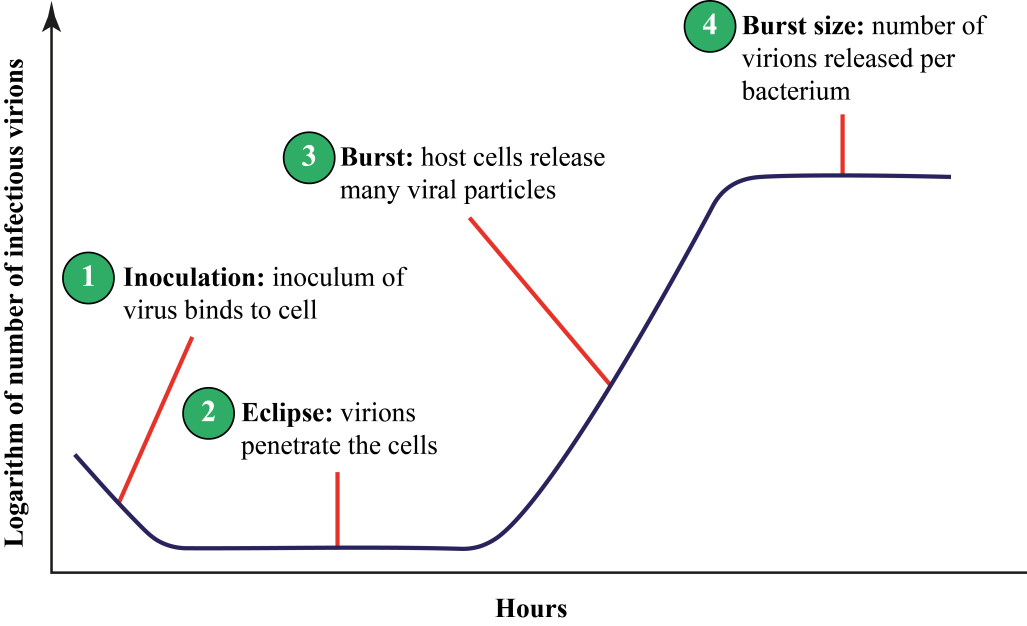 4
Burst size: number of
virions released per
bacterium
3
Burst: host cells release
many viral particles
1
Inoculation: inoculum of
virus binds to cell
2
Eclipse: virions
penetrate the cells
Logarithm of number of infectious virions
Hours